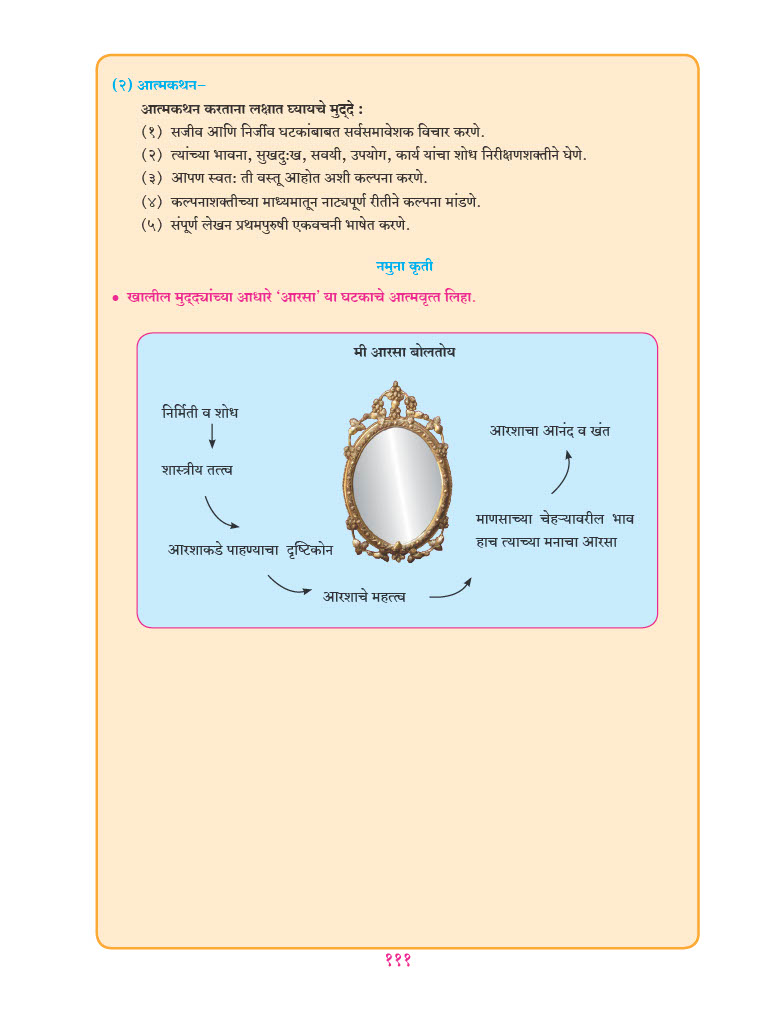 (२) आत्मकथन–
आत्मकथन करताना लक्षात घ्यायचे मुद्‌दे :
(१) सजीव आणि निर्जीव घटकांबाबत सर्वसमावेशक विचार करणे.
(२) त्यांच्या भावना, सुखदु:ख, सवयी, उपयोग, कार्य यांचा शोध निरीक्षणशक्तीने घेणे.
(३) आपण स्वत: ती वस्तू आहोत अशी कल्पना करणे.
(४) कल्पनाशक्तीच्या माध्यमातून नाट्यपूर्ण रीतीने कल्पना मांडणे.
(५) संपूर्ण लेखन प्रथमपुरुषी एकवचनी भाषेत करणे.
नमुना कृती
• खालील मुद्‌द्यांच्या आधारे ‘आरसा’ या घटकाचे आत्मवृत्त लिहा.
मी आरसा बोलतोय
निर्मिती व शोध
शास्त्रीय तत्त्व
आरशाकडे पाहण्याचा दृष्टिकोन
आरशाचे महत्त्व
माणसाच्या चेहऱ्यावरील भाव
हाच त्याच्या मनाचा आरसा
आरशाचा आनंद व खंत
१११